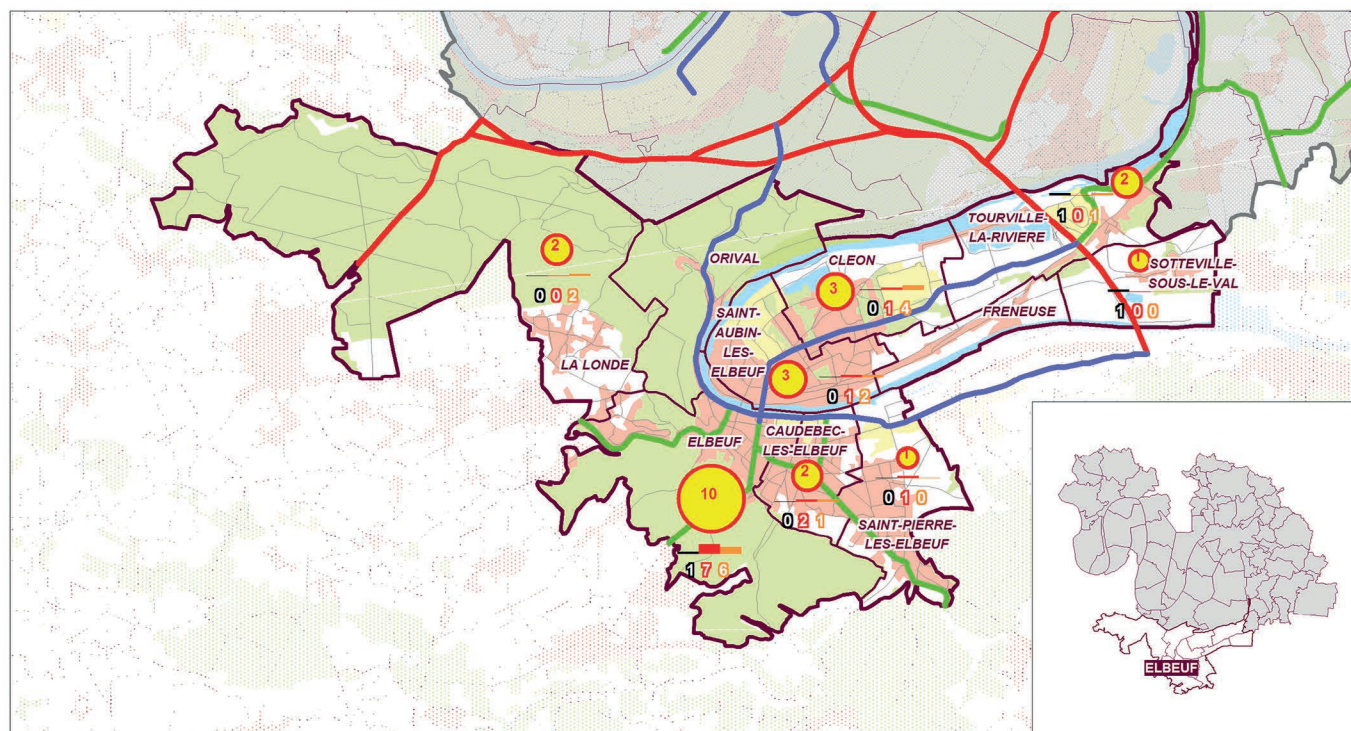 2
1 0 1
TOURVILLE-
LA-RIVIERE
2
0 0 2
ORIVAL
CLEON
3
0 1 4
1
SOTTEVILLE-
SOUS-LE-VAL
1 0 0
FRENEUSE
SAINT-
AUBIN-
LES-
ELBEUF
LA LONDE
3
0 1 2
ELBEUF
CAUDEBEC-
LES-ELBEUF
10
1 7 6
2
0 2 1
1
0 1 0
SAINT-PIERRE-
LES-ELBEUF
ELBEUF